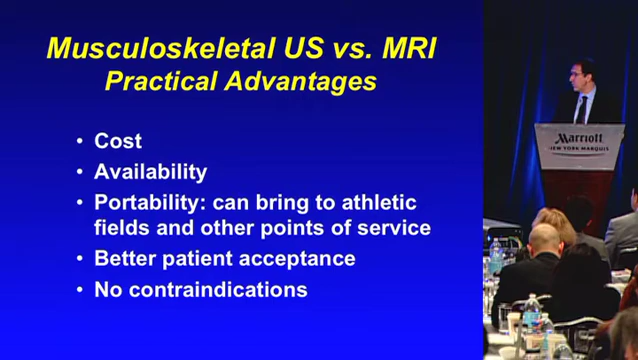 Musculoskeletal US vs. MRI
Practical Advantages
• Cost
• Availability
• Portability: can bring to athletic
fields and other points of service
• Better patient acceptance
• No contraindications
Marriott
NEW YORK MARQUIS